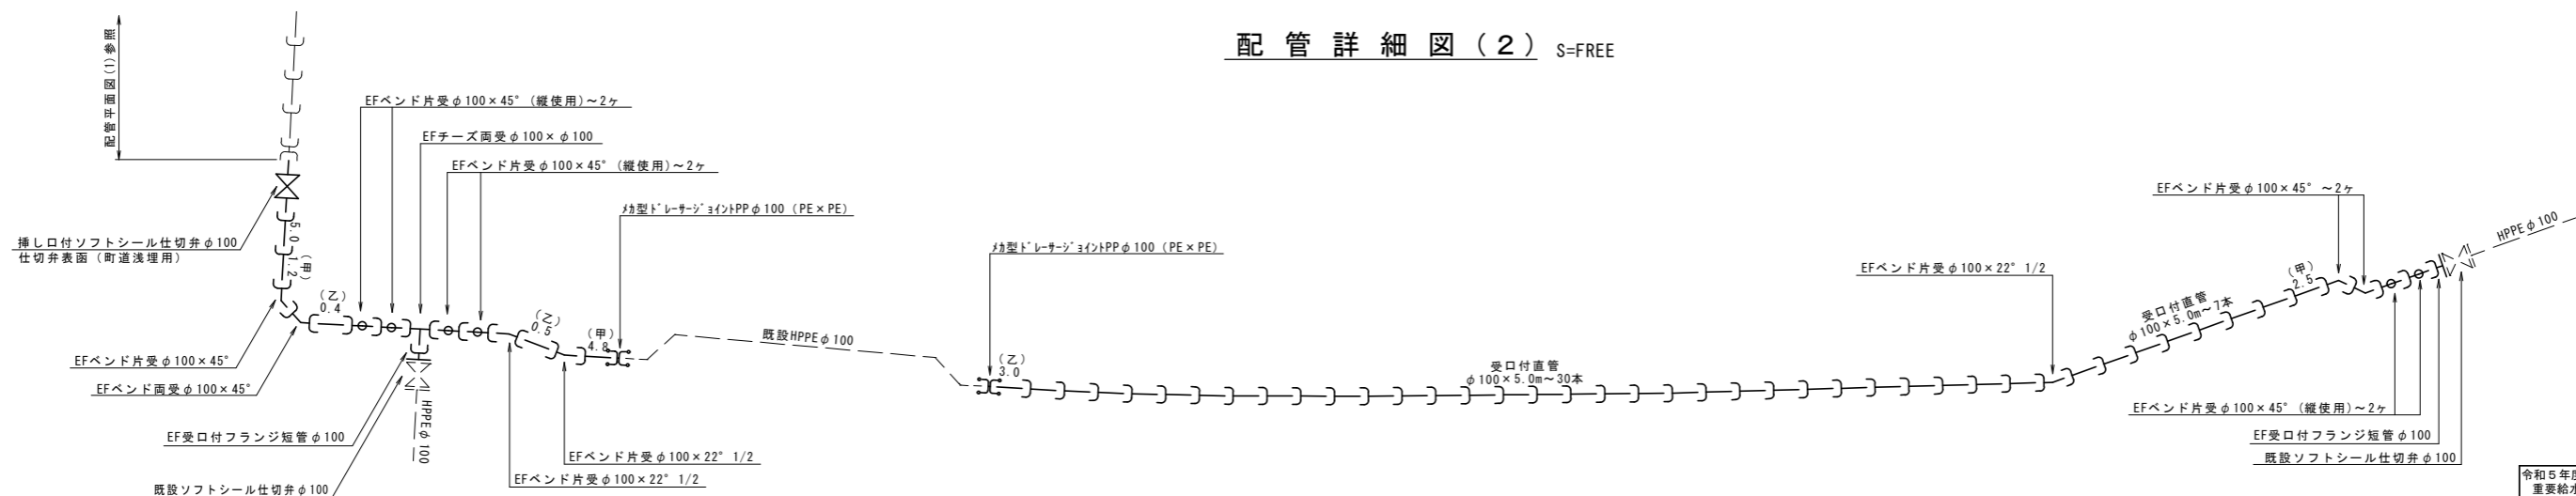 配管詳細図(2) S=FREE
配管平面図(1)参照
EFベンド片受φ100×45°(縦使用)~2ヶ
EFチーズ両受φ100×φ100
EFベンド片受φ100×45°(縦使用)~2ヶ
メカ型ドレーサージョイントPPφ100(PE×PE)
挿し口付ソフトシール仕切弁φ100
仕切弁表函(町道浅埋用)
5.0
(甲)
1.2
(乙)
0.4
(乙)
0.5
(甲)
4.8
EFベンド片受φ100×45°
EFベンド両受φ100×45°
EF受口付フランジ短管φ100
HPPEφ100
既設ソフトシール仕切弁φ100
EFベンド片受φ100×22°1/2
EFベンド片受φ100×22°1/2
既設HPPEφ100
メカ型ドレーサージョイントPPφ100(PE×PE)
(乙)
3.0
受口付直管
φ100×5.0m~30本
EFベンド片受φ100×22°1/2
受口付直管
φ100×5.0m~7本
(甲)
2.5
EFベンド片受φ100×45°~2ヶ
HPPEφ100
EFベンド片受φ100×45°(縦使用)~2ヶ
EF受口付フランジ短管φ100
既設ソフトシール仕切弁φ100
令和5年度
重要給水